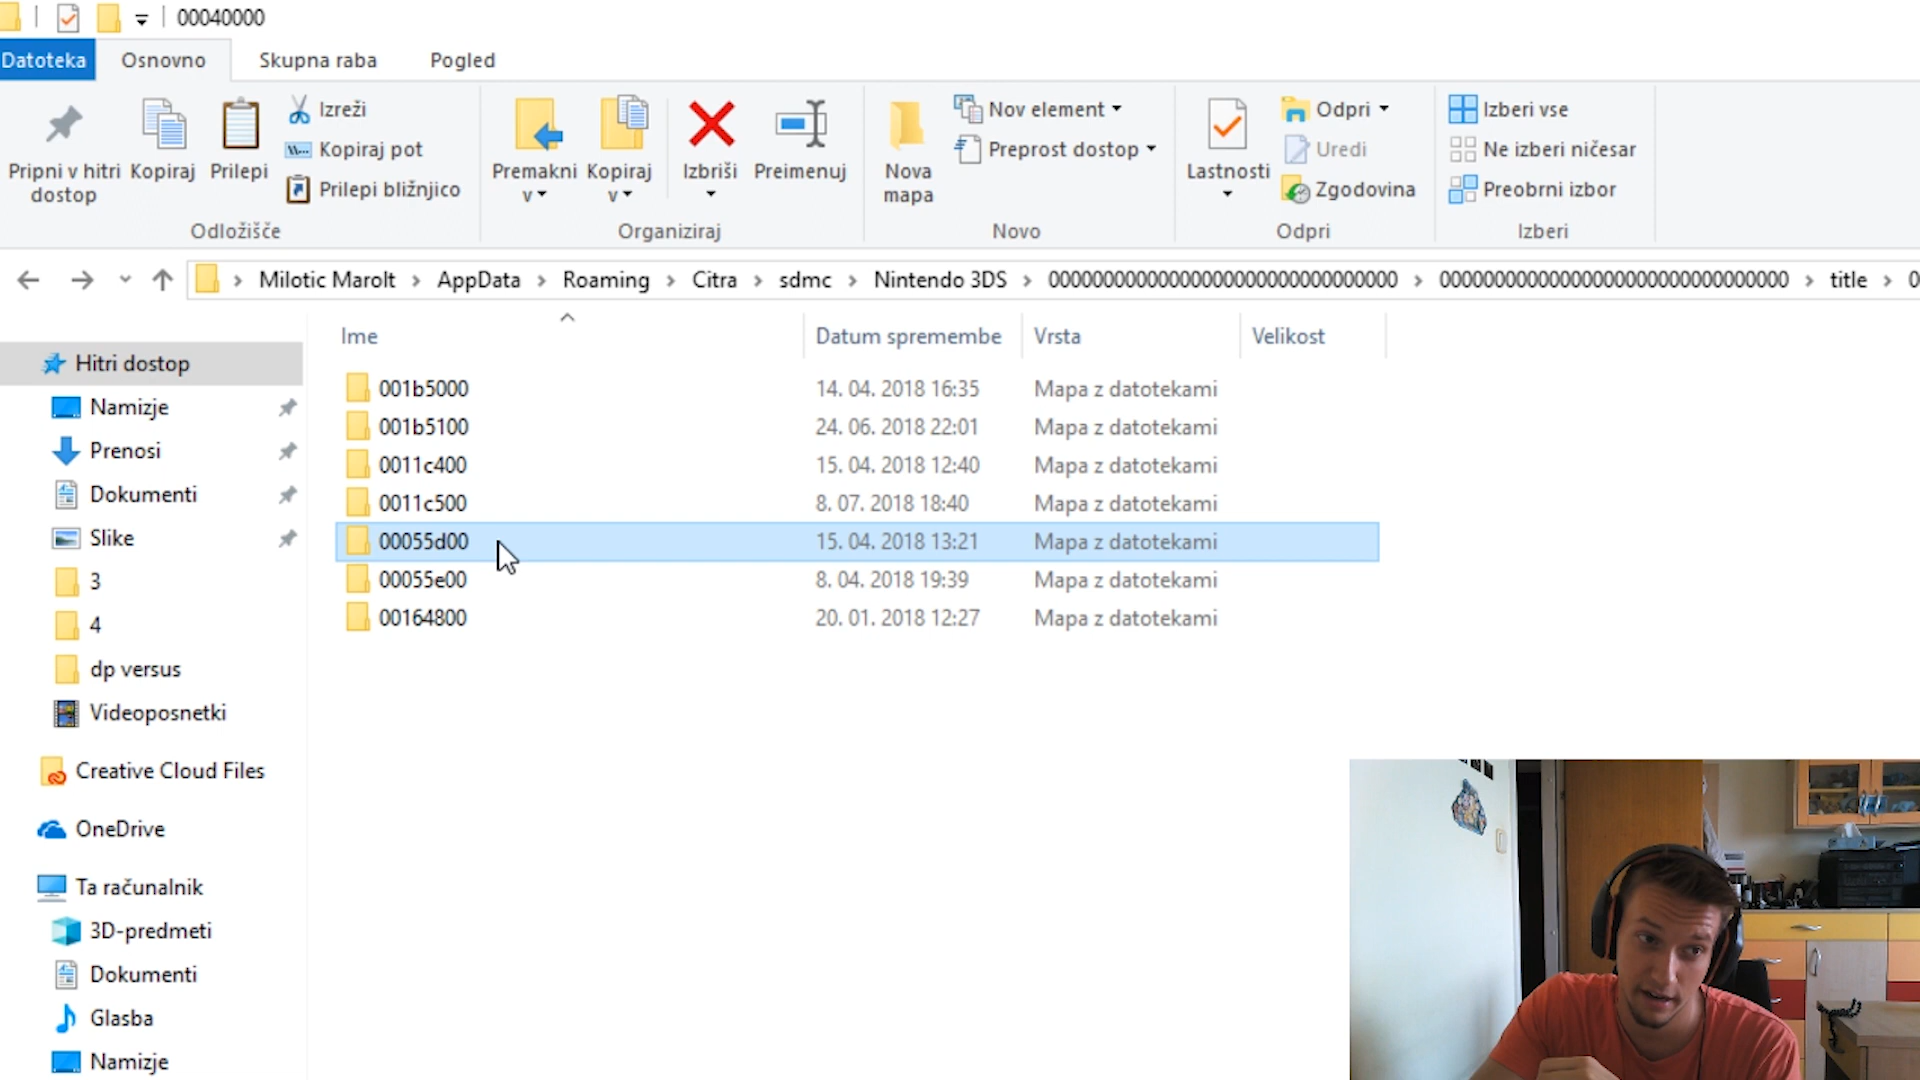 00040000
Datoteka Osnovno Skupna raba Pogled
Pripni v hitri dostop
Kopiraj
Prilepi
Izreži
Kopiraj pot
Prilepi bližnjico
Odložišče
Premakni v
Kopiraj v
Izbriši
Preimenuj
Organiziraj
Nova mapa
Nov element
Preprost dostop
Novo
Lastnosti
Odpri
Uredi
Zgodovina
Odpri
Izberi vse
Ne izberi ničesar
Preobrni izbor
Izberi
Milotic Marolt > AppData > Roaming > Citra > sdmc > Nintendo 3DS > 00000000000000000000000000000000 > 00000000000000000000000000000000 > title > 0
Ime Datum spremembe Vrsta Velikost
001b5000 14. 04. 2018 16:35 Mapa z datotekami
001b5100 24. 06. 2018 22:01 Mapa z datotekami
0011c400 15. 04. 2018 12:40 Mapa z datotekami
0011c500 8. 07. 2018 18:40 Mapa z datotekami
00055d00 15. 04. 2018 13:21 Mapa z datotekami
00055e00 8. 04. 2018 19:39 Mapa z datotekami
00164800 20. 01. 2018 12:27 Mapa z datotekami
Hitri dostop
Namizje
Prenosi
Dokumenti
Slike
3
4
dp versus
Videoposnetki
Creative Cloud Files
OneDrive
Ta računalnik
3D-predmeti
Dokumenti
Glasba
Namizje